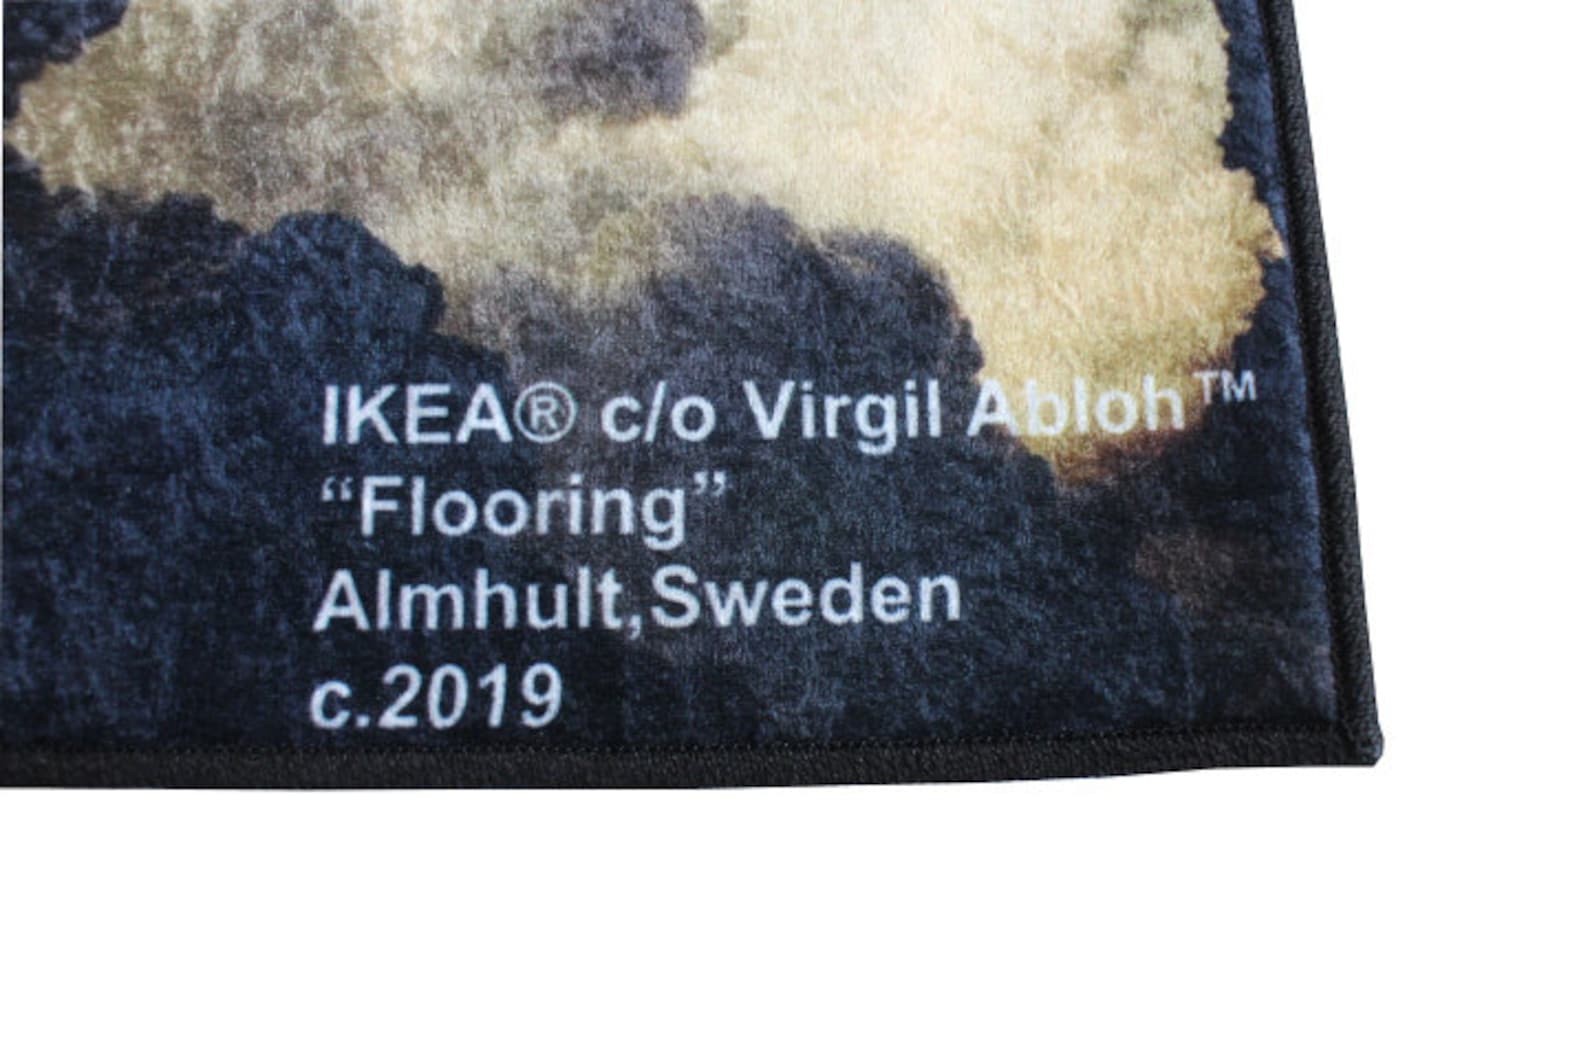 IKEA® c/o Virgil Abloh™
“Flooring”
Almhult,Sweden
c.2019